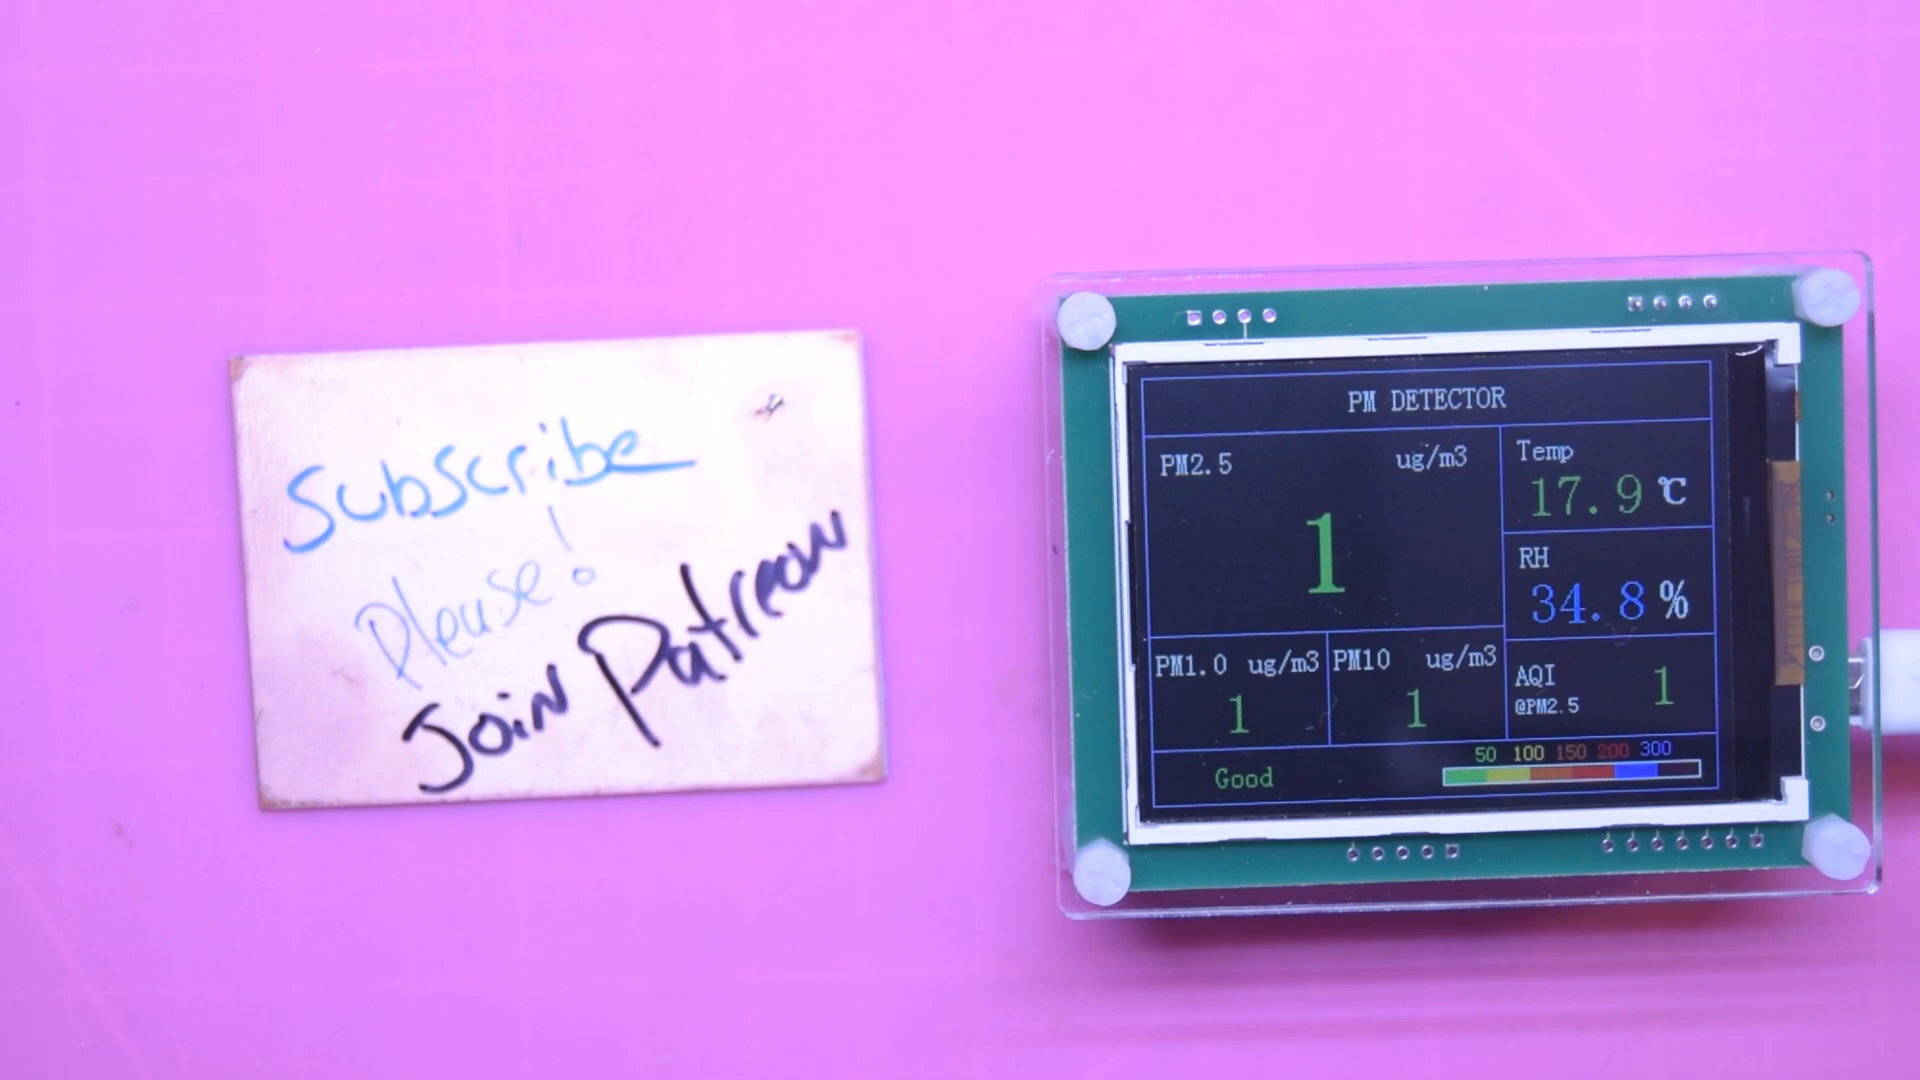 Subscribe
Please!
Join Patreon
PM DETECTOR
PM2.5 ug/m3
1
Temp
17.9 ℃
RH
34.8 %
PM1.0 ug/m3
1
PM10 ug/m3
1
AQI
@PM2.5
1
Good
50 100 150 200 300